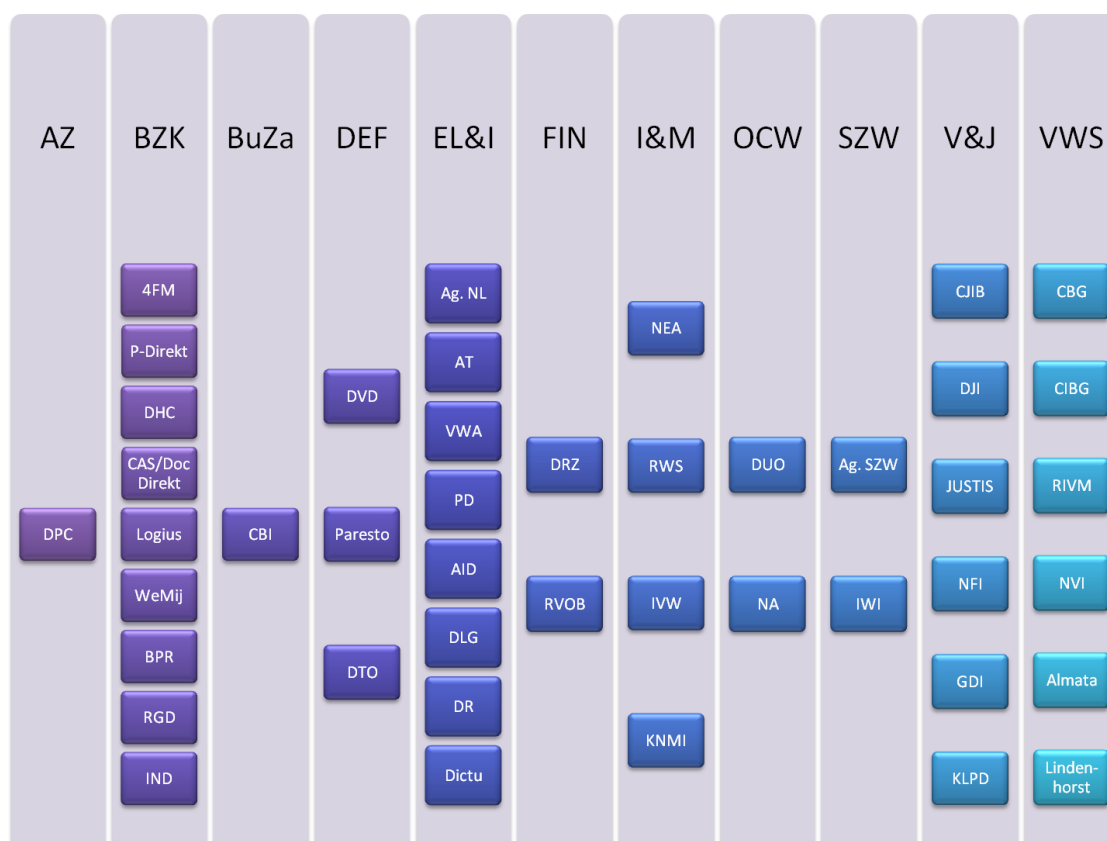 AZ
DPC
BZK
4FM
P-Direkt
DHC
CAS/Doc
Direkt
Logius
WeMij
BPR
RGD
IND
BuZa
CBI
DEF
DVD
Paresto
DTO
EL&I
Ag. NL
AT
VWA
PD
AID
DLG
DR
Dictu
FIN
DRZ
RVOB
I&M
NEA
RWS
IVW
KNMI
OCW
DUO
NA
SZW
Ag. SZW
IWI
V&J
CJIB
DJI
JUSTIS
NFI
GDI
KLPD
VWS
CBG
CIBG
RIVM
NVI
Almata
Linden-
horst